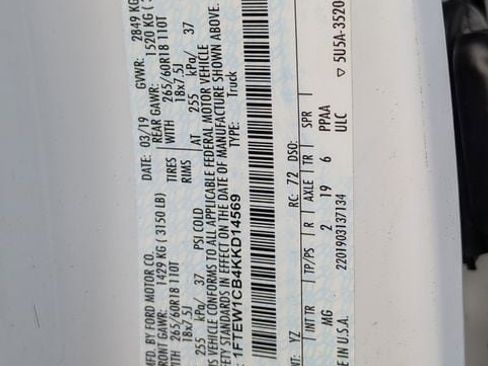 MFD. BY FORD MOTOR CO. DATE: 03/19 GVWR: 2849 KG
FRONT GAWR: 1429 KG ( 3150 LB) REAR GAWR: 1520 KG (
WITH 265/60R18 110T TIRES WITH 265/60R18 110T
18x7.5J RIMS 18x7.5J
255 kPa/ 37 PSI COLD AT 255 kPa/ 37
VEHICLE CONFORMS TO ALL APPLICABLE FEDERAL MOTOR VEHICLE
SAFETY STANDARDS IN EFFECT ON THE DATE OF MANUFACTURE SHOWN ABOVE.
1FTEW1CB4KKD14569 TYPE: Truck
YZ RC: 72 DSO:
INT TR TP/PS R AXLE TR SPR
MG 2 19 6 PPAA
IN U.S.A. 2201903137134 ULC
▽ 5U5A-3520